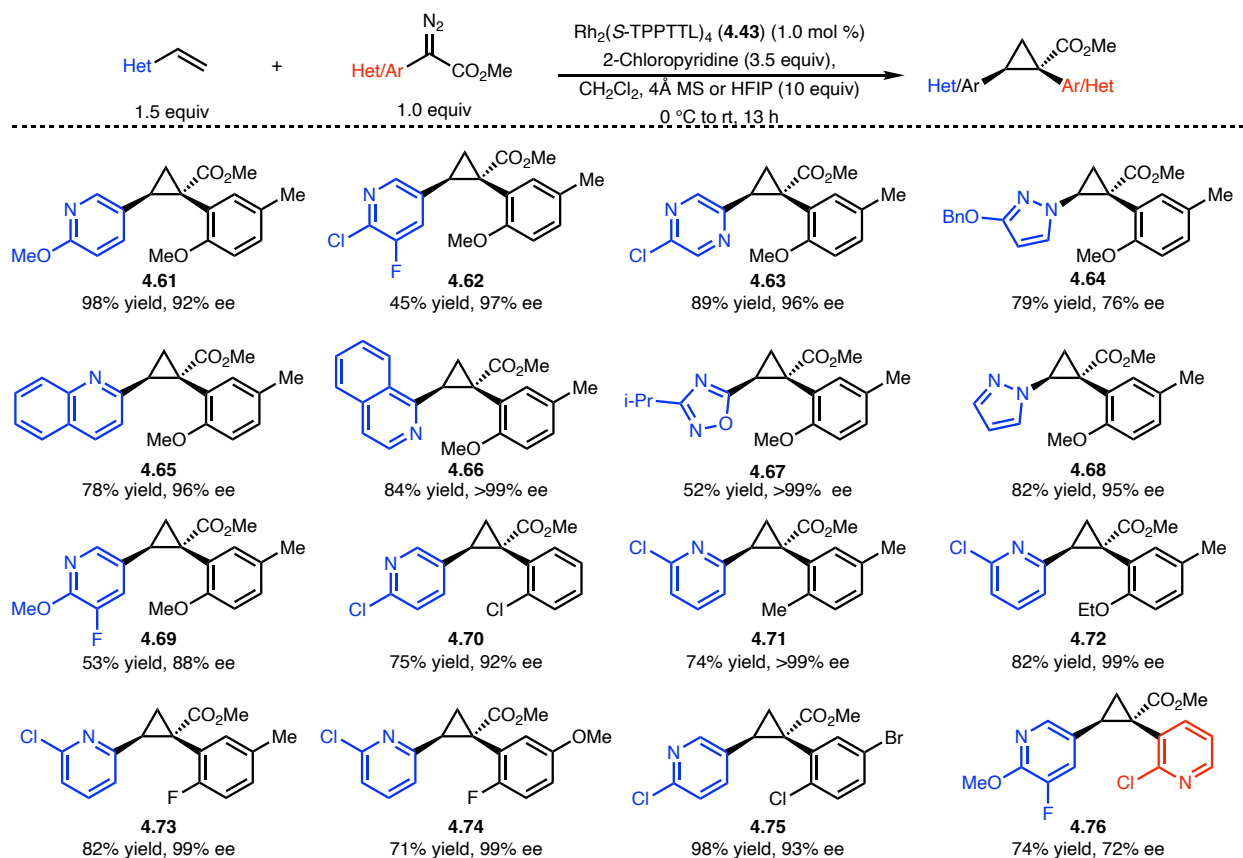 Het
+
N2
Het/Ar
CO2Me
1.5 equiv
1.0 equiv
Rh2(S-TPPTTL)4 (4.43) (1.0 mol %)
2-Chloropyridine (3.5 equiv),
CH2Cl2, 4Å MS or HFIP (10 equiv)
0 °C to rt, 13 h
CO2Me
Het/Ar
Ar/Het
CO2Me
Me
N
MeO
MeO
4.61
98% yield, 92% ee
CO2Me
Me
N
Cl
F
MeO
4.62
45% yield, 97% ee
CO2Me
Me
N
N
Cl
MeO
4.63
89% yield, 96% ee
CO2Me
Me
N
N
BnO
MeO
4.64
79% yield, 76% ee
CO2Me
Me
N
MeO
4.65
78% yield, 96% ee
CO2Me
Me
N
MeO
4.66
84% yield, >99% ee
CO2Me
Me
N
i-Pr
N
O
MeO
4.67
52% yield, >99% ee
CO2Me
Me
N
N
MeO
4.68
82% yield, 95% ee
CO2Me
Me
N
MeO
F
MeO
4.69
53% yield, 88% ee
CO2Me
N
Cl
Cl
4.70
75% yield, 92% ee
CO2Me
Me
Cl
N
Me
4.71
74% yield, >99% ee
CO2Me
Me
Cl
N
EtO
4.72
82% yield, 99% ee
CO2Me
Me
Cl
N
F
4.73
82% yield, 99% ee
CO2Me
OMe
Cl
N
F
4.74
71% yield, 99% ee
CO2Me
Br
N
Cl
Cl
4.75
98% yield, 93% ee
CO2Me
N
MeO
F
Cl
N
4.76
74% yield, 72% ee